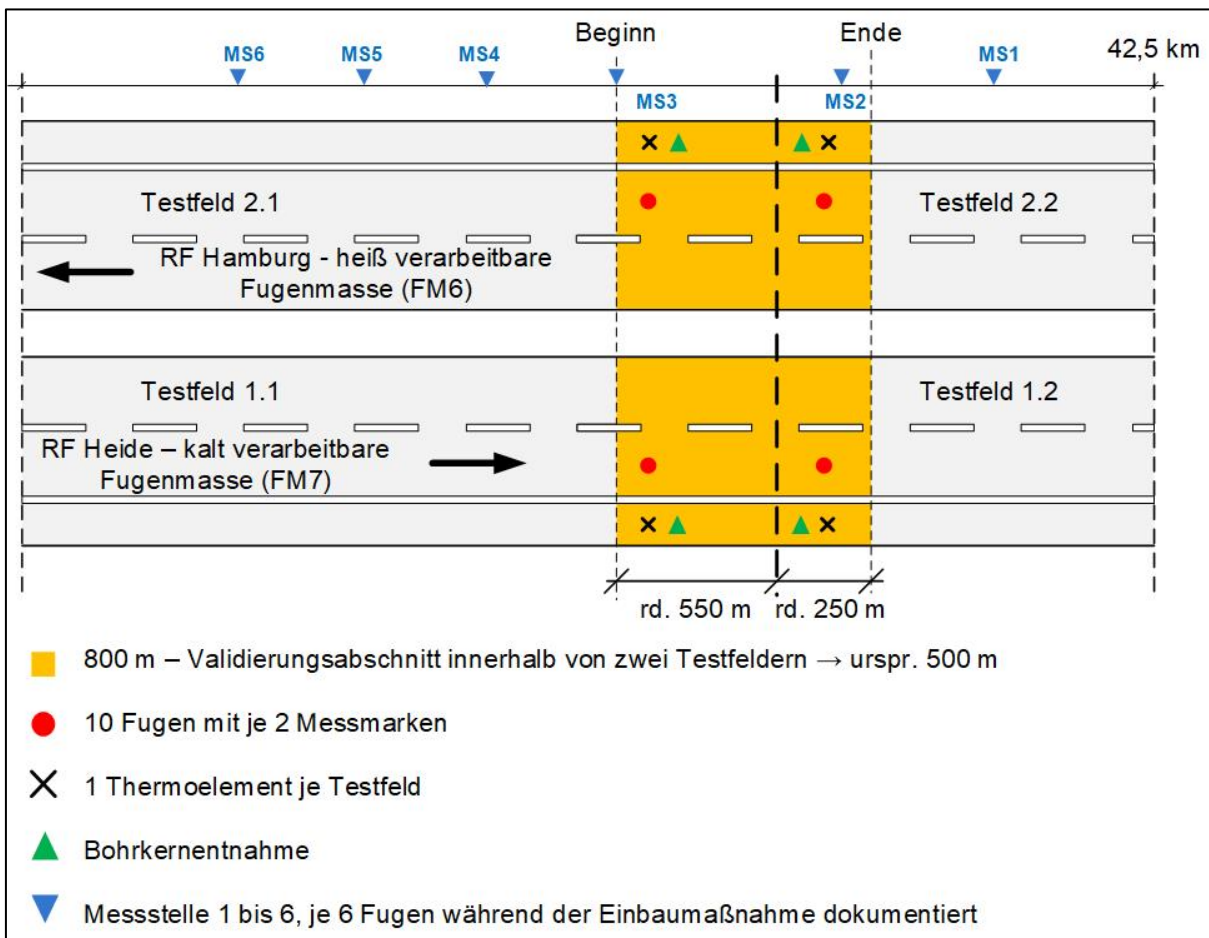 Beginn
Ende
42,5 km
MS6
MS5
MS4
MS1
MS3
MS2
Testfeld 2.1
Testfeld 2.2
RF Hamburg - heiß verarbeitbare
Fugenmasse (FM6)
Testfeld 1.1
Testfeld 1.2
RF Heide – kalt verarbeitbare
Fugenmasse (FM7)
rd. 550 m
rd. 250 m
800 m – Validierungsabschnitt innerhalb von zwei Testfeldern → urspr. 500 m
10 Fugen mit je 2 Messmarken
1 Thermoelement je Testfeld
Bohrkernentnahme
Messstelle 1 bis 6, je 6 Fugen während der Einbaumaßnahme dokumentiert